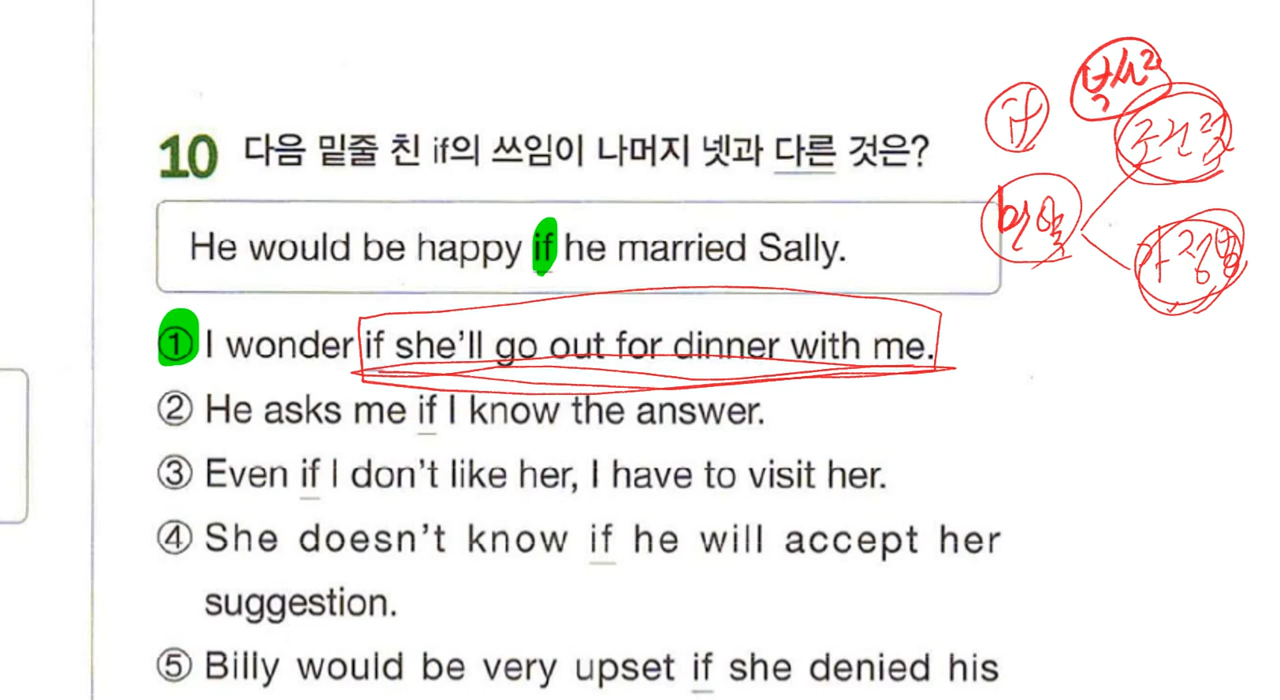 10 다음 밑줄 친 if의 쓰임이 나머지 넷과 다른 것은?
He would be happy if he married Sally.
① I wonder if she'll go out for dinner with me.
② He asks me if I know the answer.
③ Even if I don't like her, I have to visit her.
④ She doesn't know if he will accept her
suggestion.
⑤ Billy would be very upset if she denied his
if
조건절
만일
가정법